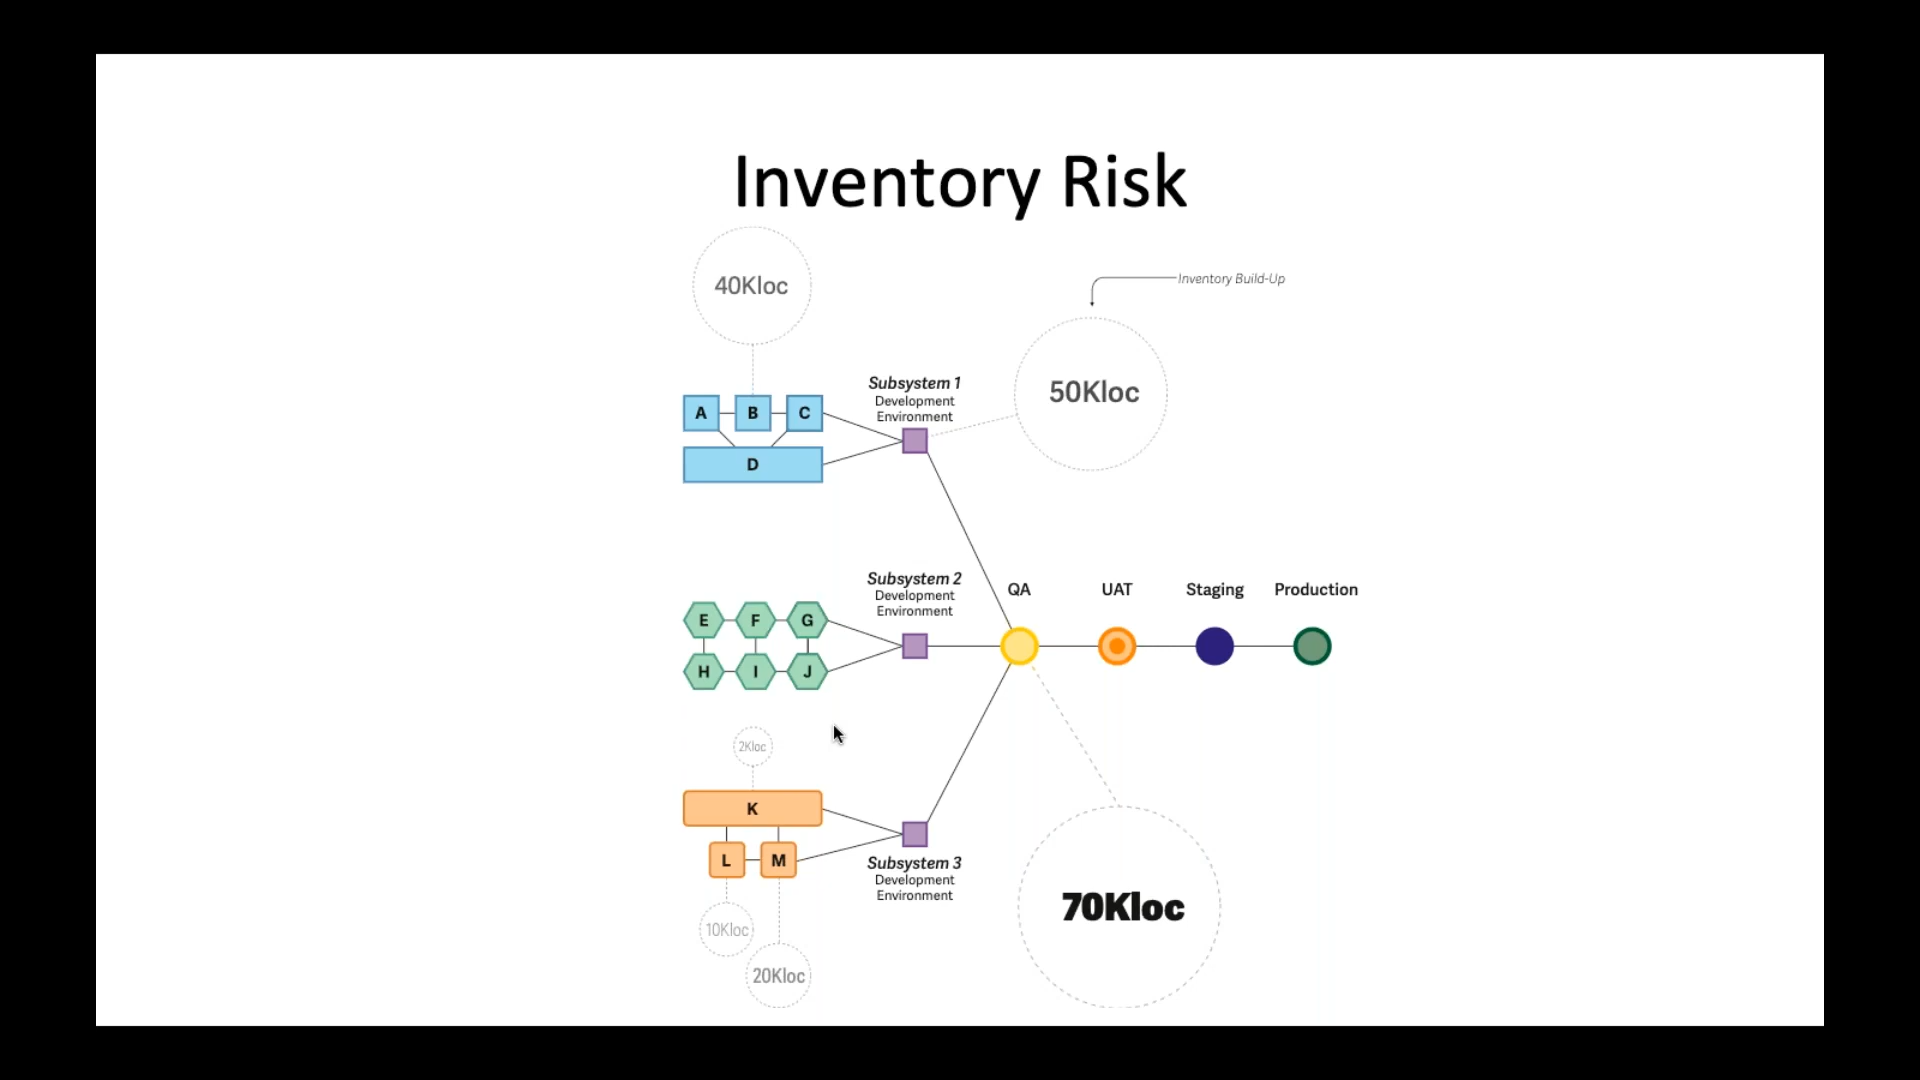 Inventory Risk
40Kloc
Inventory Build-Up
50Kloc
Subsystem 1
Development
Environment
A B C
D
Subsystem 2
Development
Environment
QA UAT Staging Production
E F G
H I J
2Kloc
K
L M
Subsystem 3
Development
Environment
10Kloc
20Kloc
70Kloc